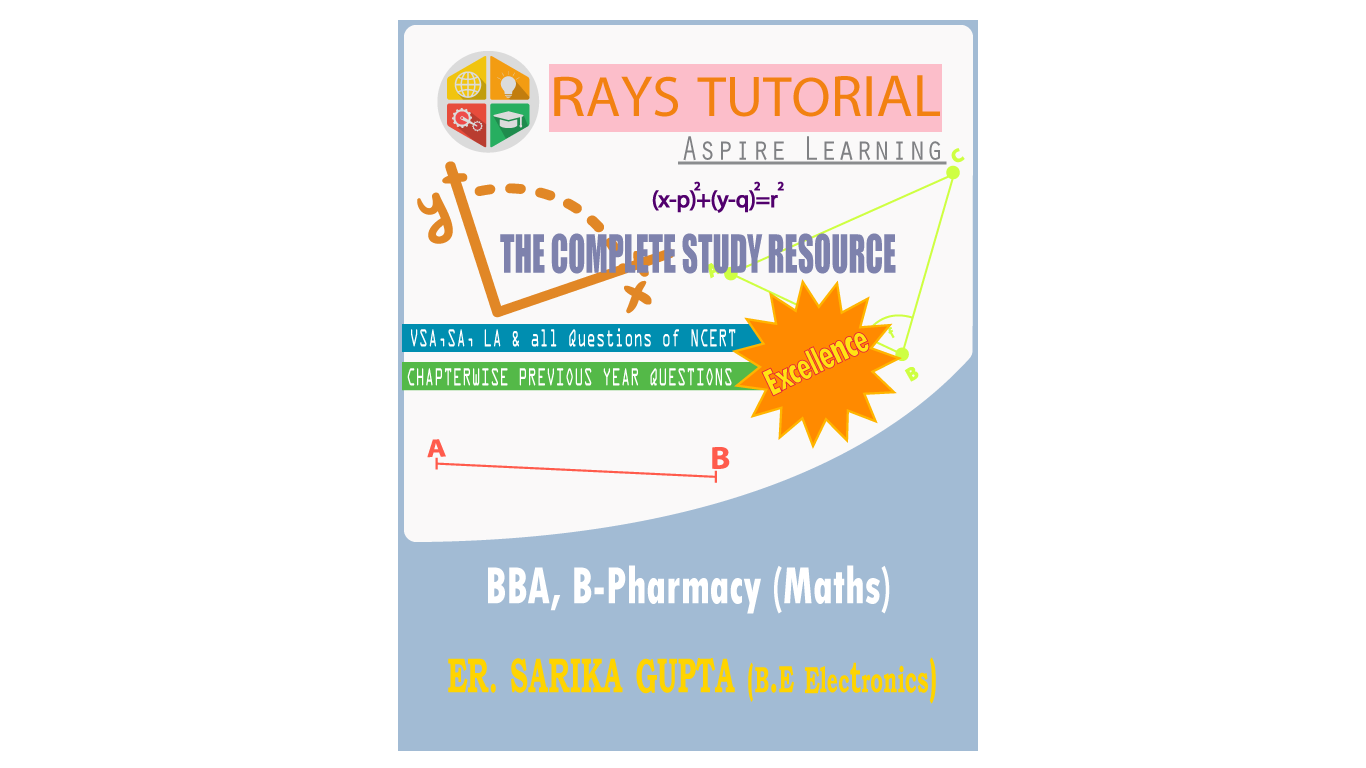 RAYS TUTORIAL
ASPIRE LEARNING
C
y
(x-p)²+(y-q)²=r²
THE COMPLETE STUDY RESOURCE
x
VSA,SA, LA & all Questions of NCERT
Excellence
B
CHAPTERWISE PREVIOUS YEAR QUESTIONS
A
B
BBA, B-Pharmacy (Maths)
ER. SARIKA GUPTA (B.E Electronics)